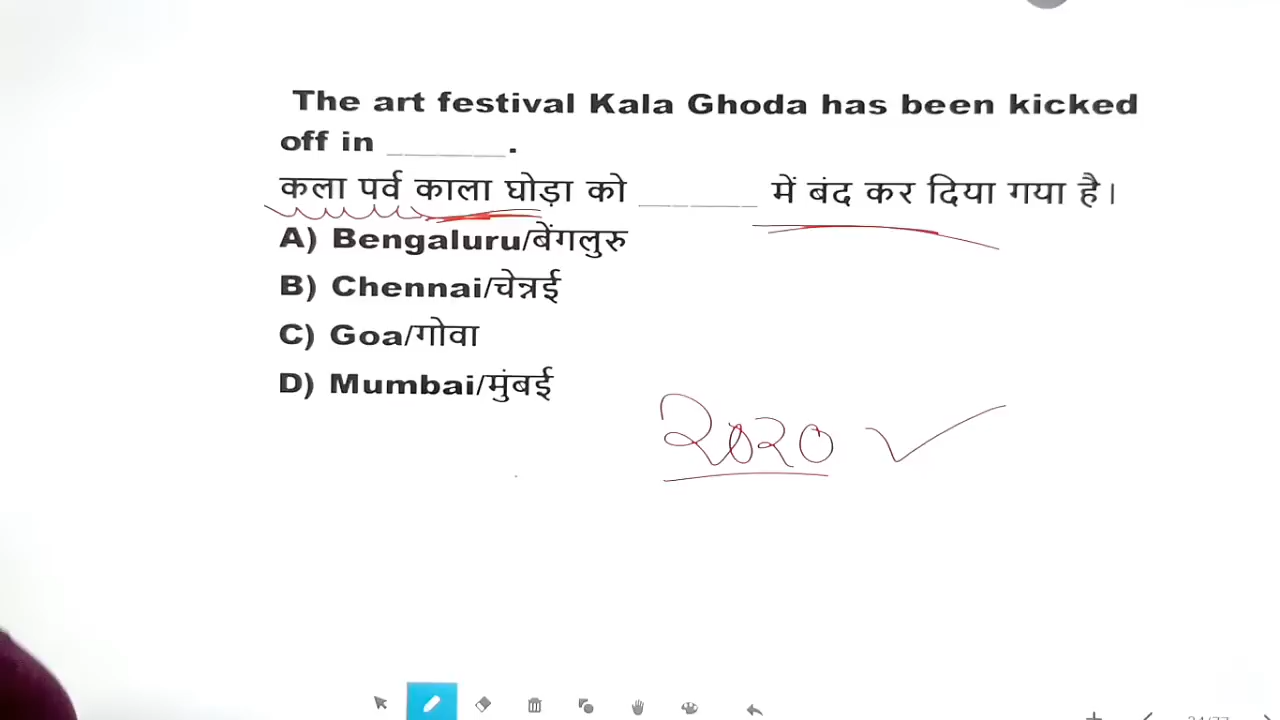 The art festival Kala Ghoda has been kicked
off in _______.
कला पर्व काला घोड़ा को _______ में बंद कर दिया गया है।
A) Bengaluru/बेंगलुरु
B) Chennai/चेन्नई
C) Goa/गोवा
D) Mumbai/मुंबई
2020